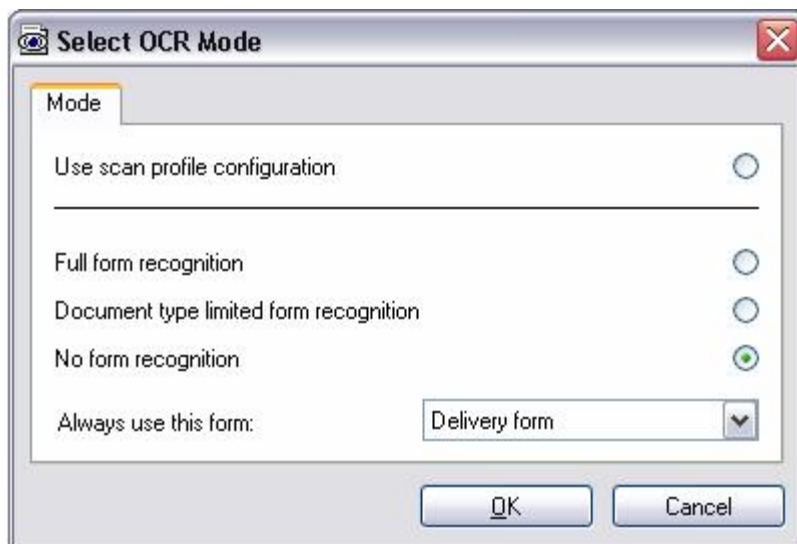 Select OCR Mode
Mode
Use scan profile configuration
Full form recognition
Document type limited form recognition
No form recognition
Always use this form: Delivery form
OK Cancel